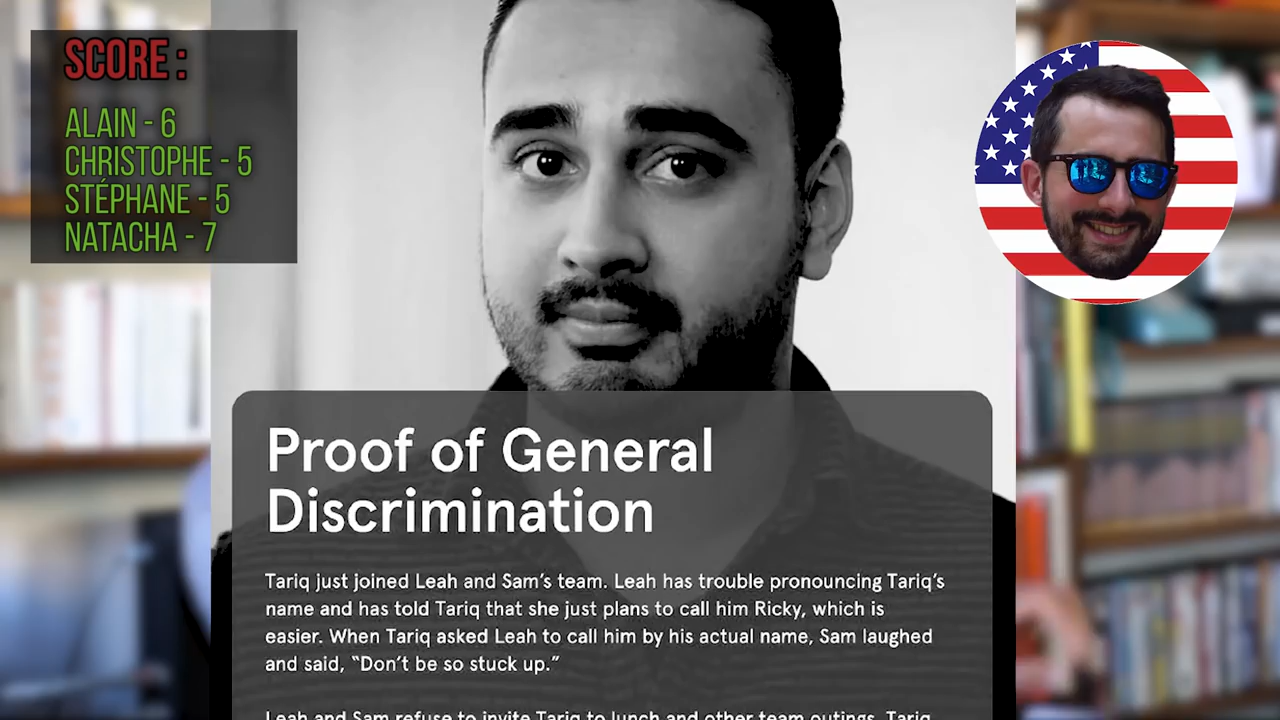 SCORE :
ALAIN - 6
CHRISTOPHE - 5
STÉPHANE - 5
NATACHA - 7
Proof of General
Discrimination
Tariq just joined Leah and Sam's team. Leah has trouble pronouncing Tariq's
name and has told Tariq that she just plans to call him Ricky, which is
easier. When Tariq asked Leah to call him by his actual name, Sam laughed
and said, “Don't be so stuck up.”
Leah and Sam refuse to invite Tariq to lunch and other team outings. Tariq